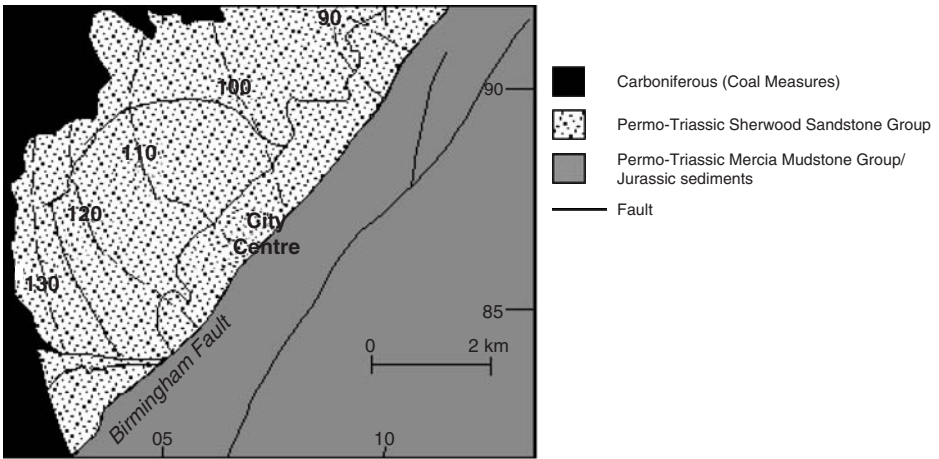 90
100
90
110
120
City
Centre
130
85
Birmingham Fault
0 2 km
05 10
Carboniferous (Coal Measures)
Permo-Triassic Sherwood Sandstone Group
Permo-Triassic Mercia Mudstone Group/
Jurassic sediments
Fault